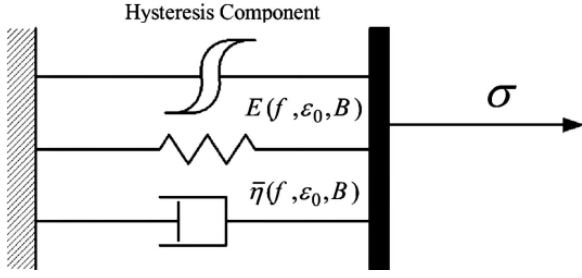 Hysteresis Component
E(f,ε₀,B)
σ
η̄(f,ε₀,B)